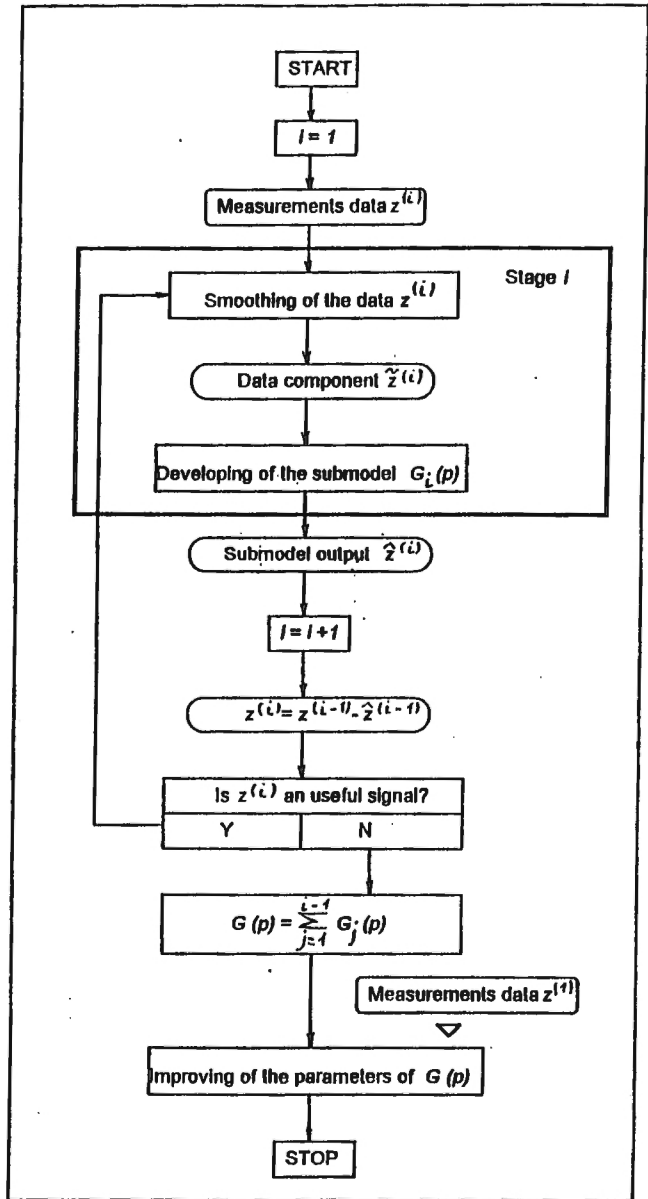 START
i = 1
Measurements data z^(i)
Stage i
Smoothing of the data z^(i)
Data component z̃^(i)
Developing of the submodel G_i(p)
Submodel output ẑ^(i)
i = i+1
z^(i) = z^(i-1) - ẑ^(i-1)
Is z^(i) an useful signal?
Y N
G(p) = ∑_{j=1}^{i-1} G_j(p)
Measurements data z^(1)
Improving of the parameters of G(p)
STOP